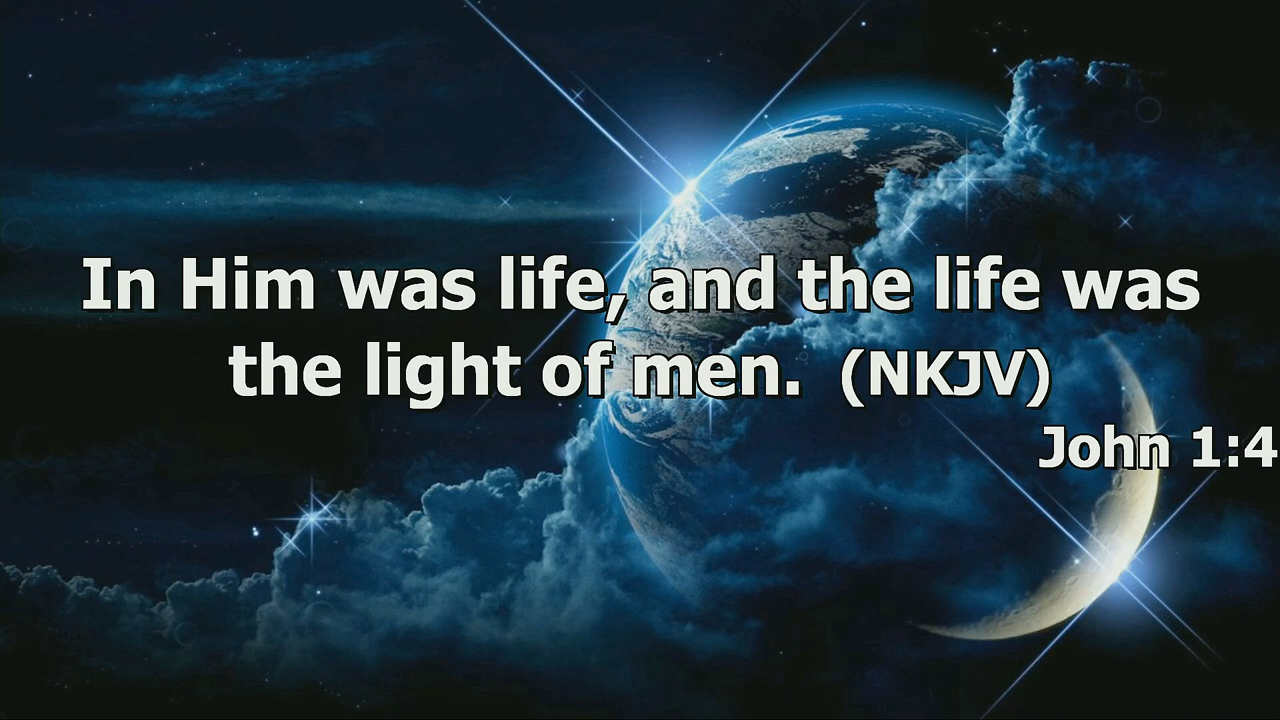 In Him was life, and the life was
the light of men. (NKJV)
John 1:4